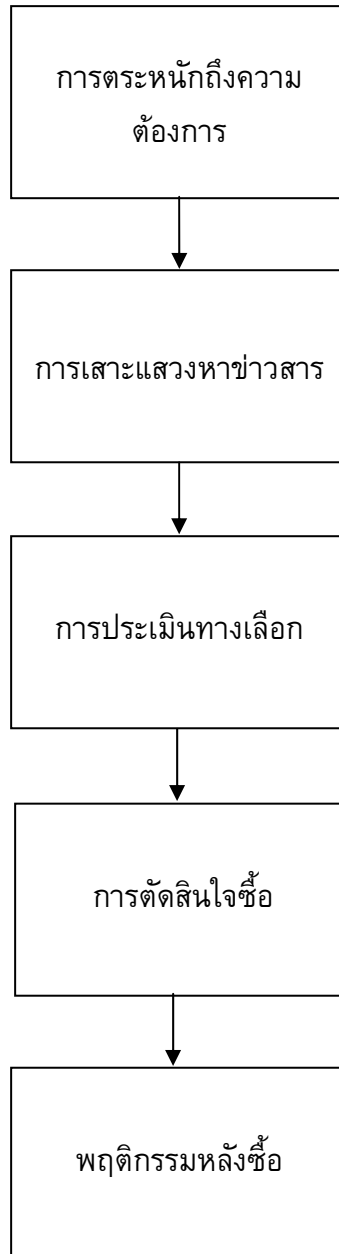 การตระหนักถึงความ
ต้องการ
การเสาะแสวงหาข่าวสาร
การประเมินทางเลือก
การตัดสินใจซื้อ
พฤติกรรมหลังซื้อ